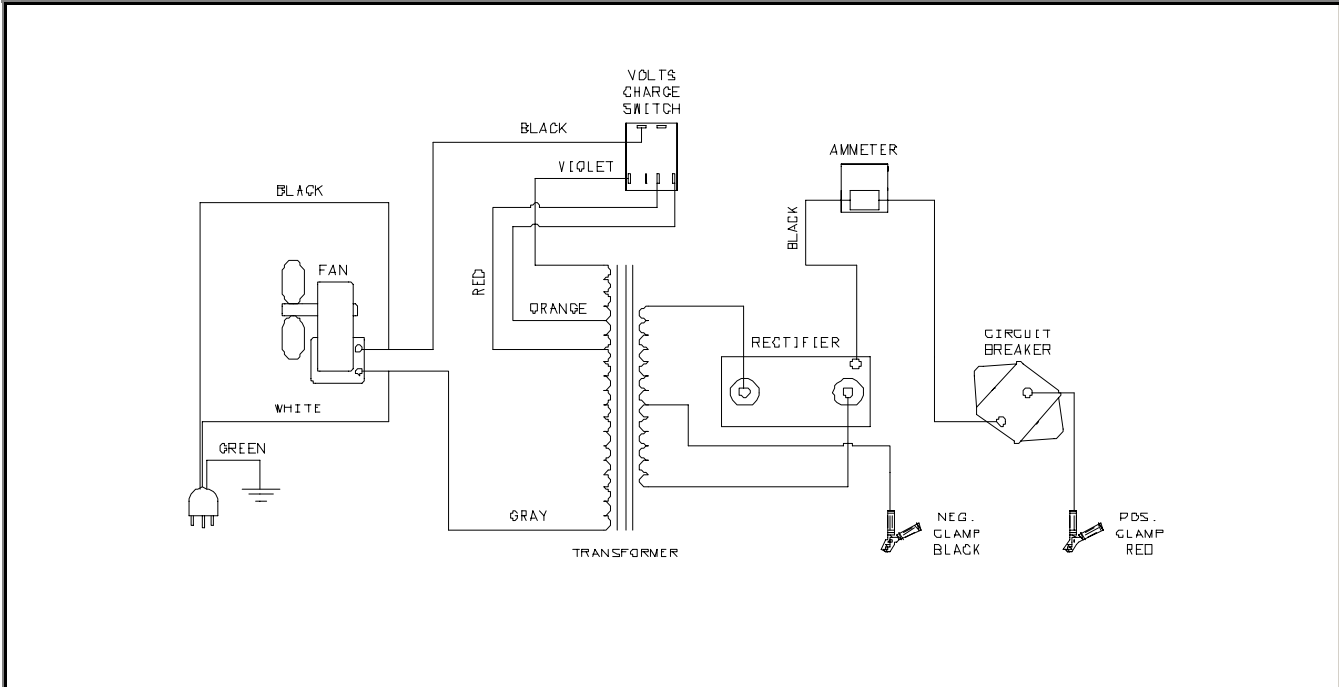 VOLTS
CHARGE
SWITCH
BLACK
VIOLET
AMMETER
BLACK
BLACK
FAN
RED
ORANGE
RECTIFIER
CIRCUIT
BREAKER
WHITE
GREEN
GRAY
NEG.
CLAMP
BLACK
POS.
CLAMP
RED
TRANSFORMER